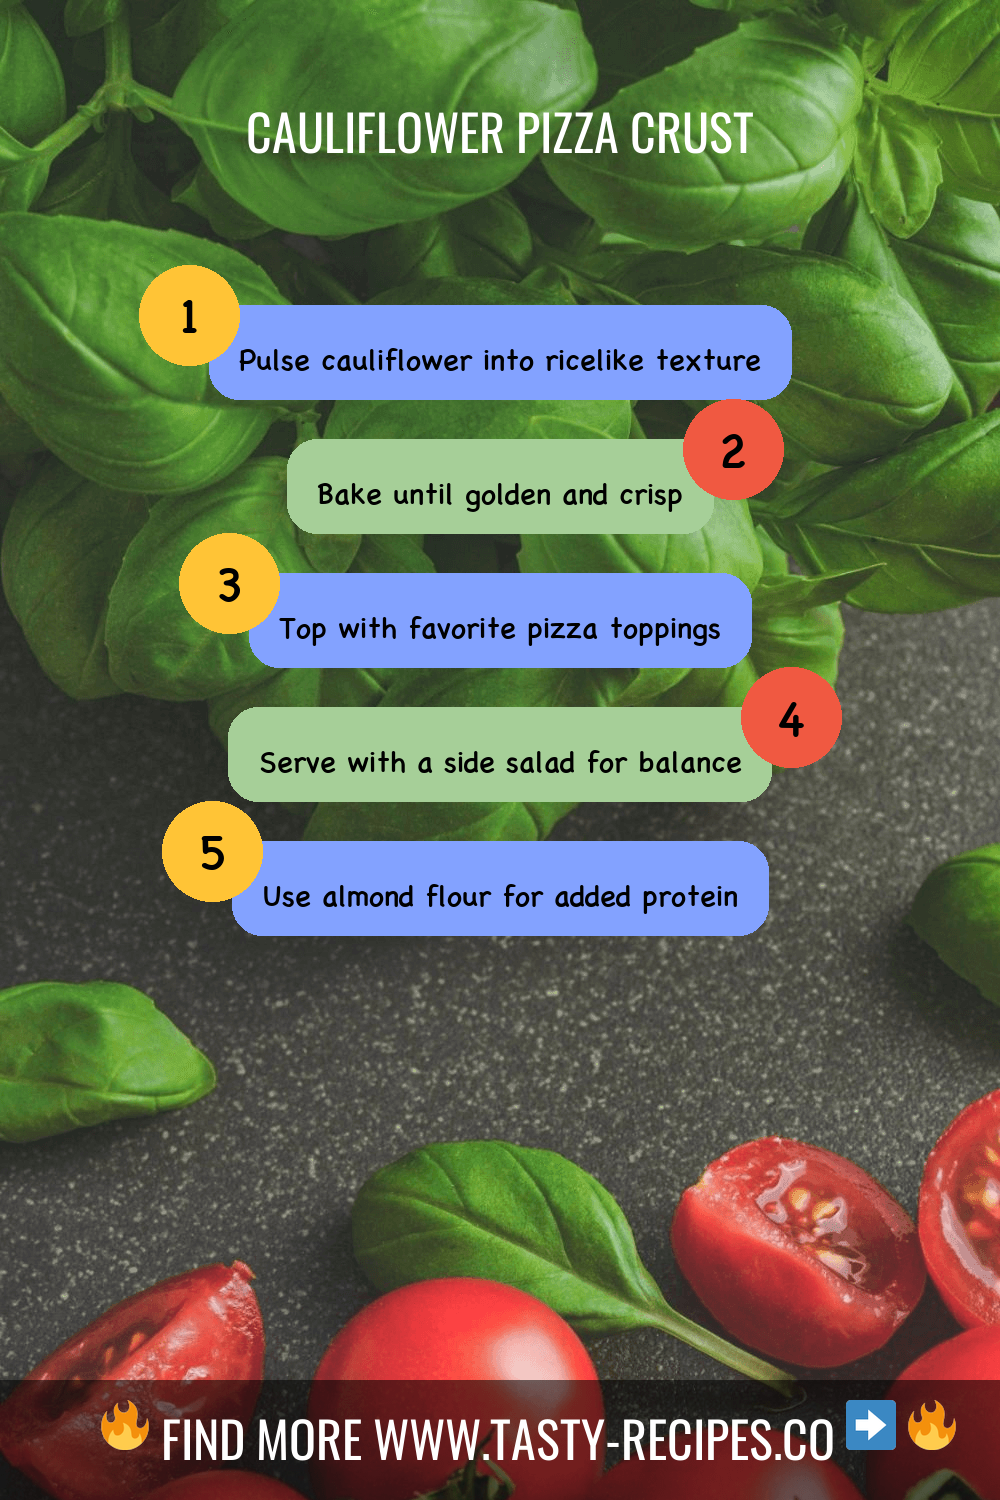 CAULIFLOWER PIZZA CRUST
1
Pulse cauliflower into ricelike texture
2
Bake until golden and crisp
3
Top with favorite pizza toppings
4
Serve with a side salad for balance
5
Use almond flour for added protein
🔥 FIND MORE WWW.TASTY-RECIPES.CO ➡️ 🔥